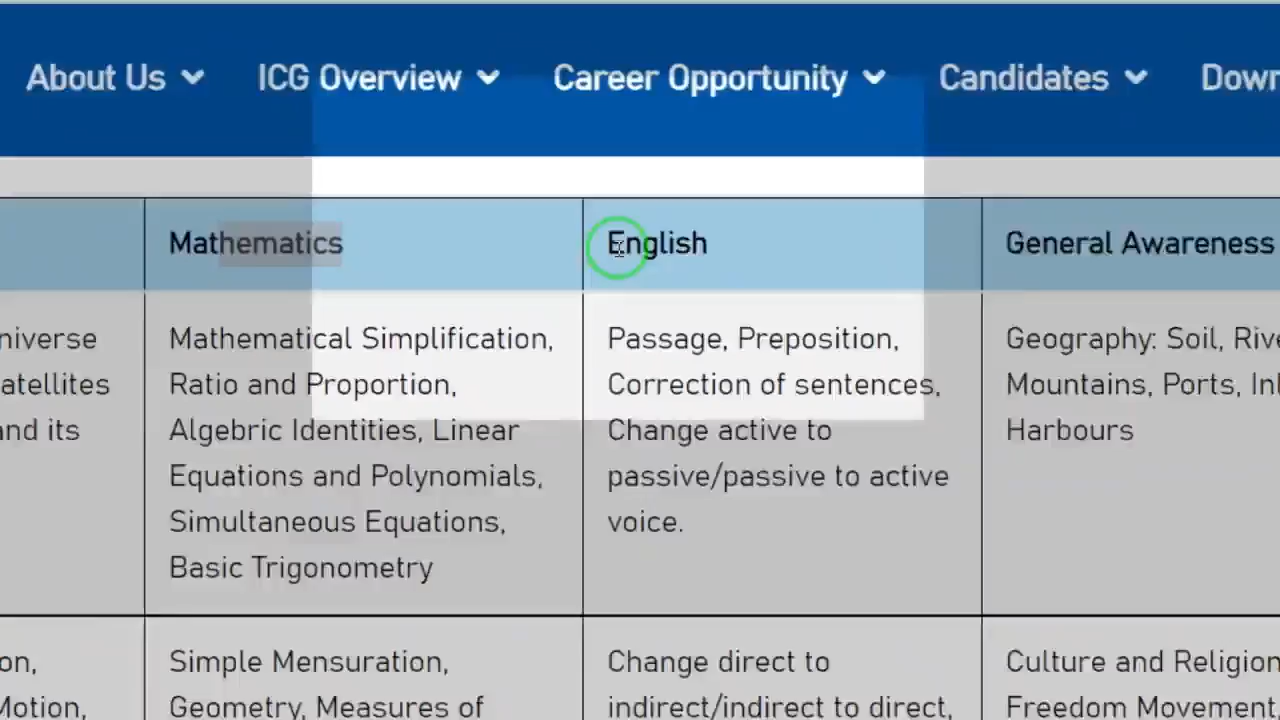 About Us ICG Overview Career Opportunity Candidates Down
Mathematics English General Awareness
niverse
atellites
and its
Mathematical Simplification,
Ratio and Proportion,
Algebric Identities, Linear
Equations and Polynomials,
Simultaneous Equations,
Basic Trigonometry
Passage, Preposition,
Correction of sentences,
Change active to
passive/passive to active
voice.
Geography: Soil, Rive
Mountains, Ports, Inl
Harbours
on,
Motion,
Simple Mensuration,
Geometry, Measures of
Change direct to
indirect/indirect to direct,
Culture and Religion
Freedom Movement,